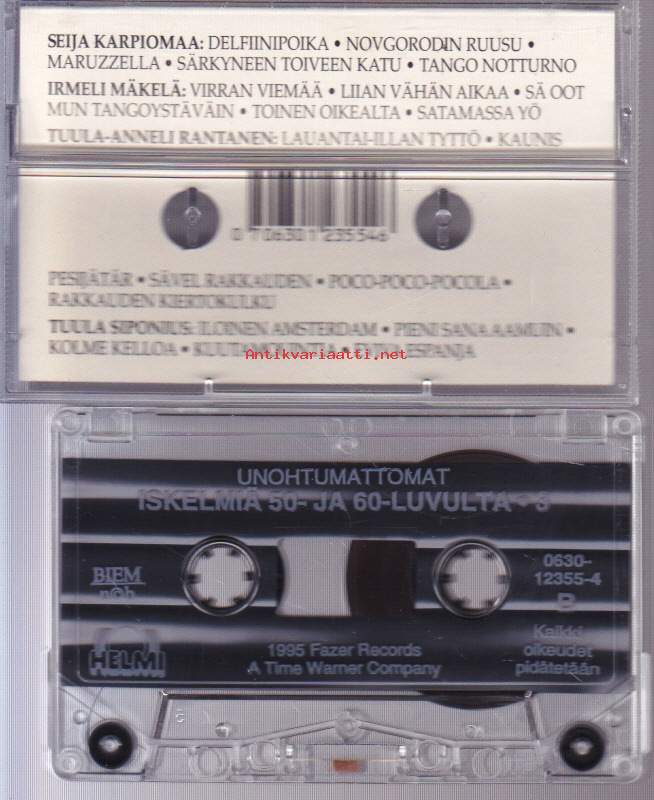 SEIJA KARPIOMAA: DELFIINIPOIKA • NOVGORODIN RUUSU •
MARUZZELLA • SÄRKYNEEN TOIVEEN KATU • TANGO NOTTURNO
IRMELI MÄKELÄ: VIRRAN VIEMÄÄ • LIIAN VÄHÄN AIKAA • SÄ OOT
MUN TANGOYSTÄVÄIN • TOINEN OIKEALTA • SATAMASSA YÖ
TUULA-ANNELI RANTANEN: LAUANTAI-ILLAN TYTTÖ • KAUNIS
0 706301 235546
PESIJÄTÄR • SÄVEL RAKKAUDEN • POCO-POCO-POCOLA •
RAKKAUDEN KIERTOKULKU
TUULA SIPONIUS: ILOINEN AMSTERDAM • PIENI SANA AAMUIN •
KOLME KELLOA • KUUTAMOUINTIA • ESPANJA
Antikvariaatti.net
UNOHTUMATTOMAT
ISKELMIÄ 50- JA 60-LUVULTA - 3
BIEM
n©b
0630-
12355-4
B
HELMI
1995 Fazer Records
A Time Warner Company
Kaikki
oikeudet
pidätetään